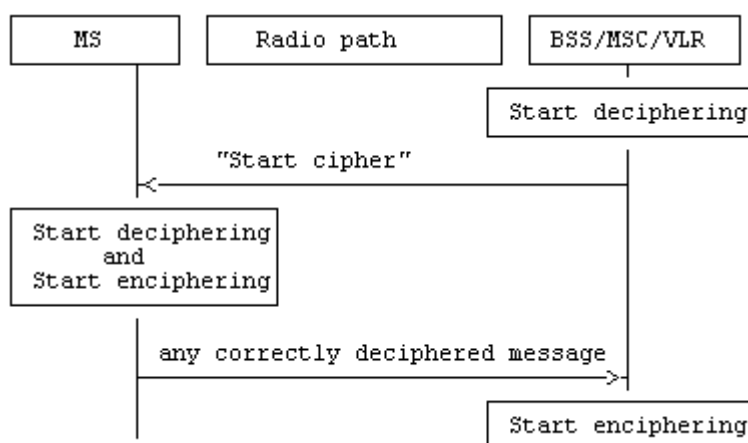 MS
Radio path
BSS/MSC/VLR
Start deciphering
"Start cipher"
Start deciphering
and
Start enciphering
any correctly deciphered message
Start enciphering